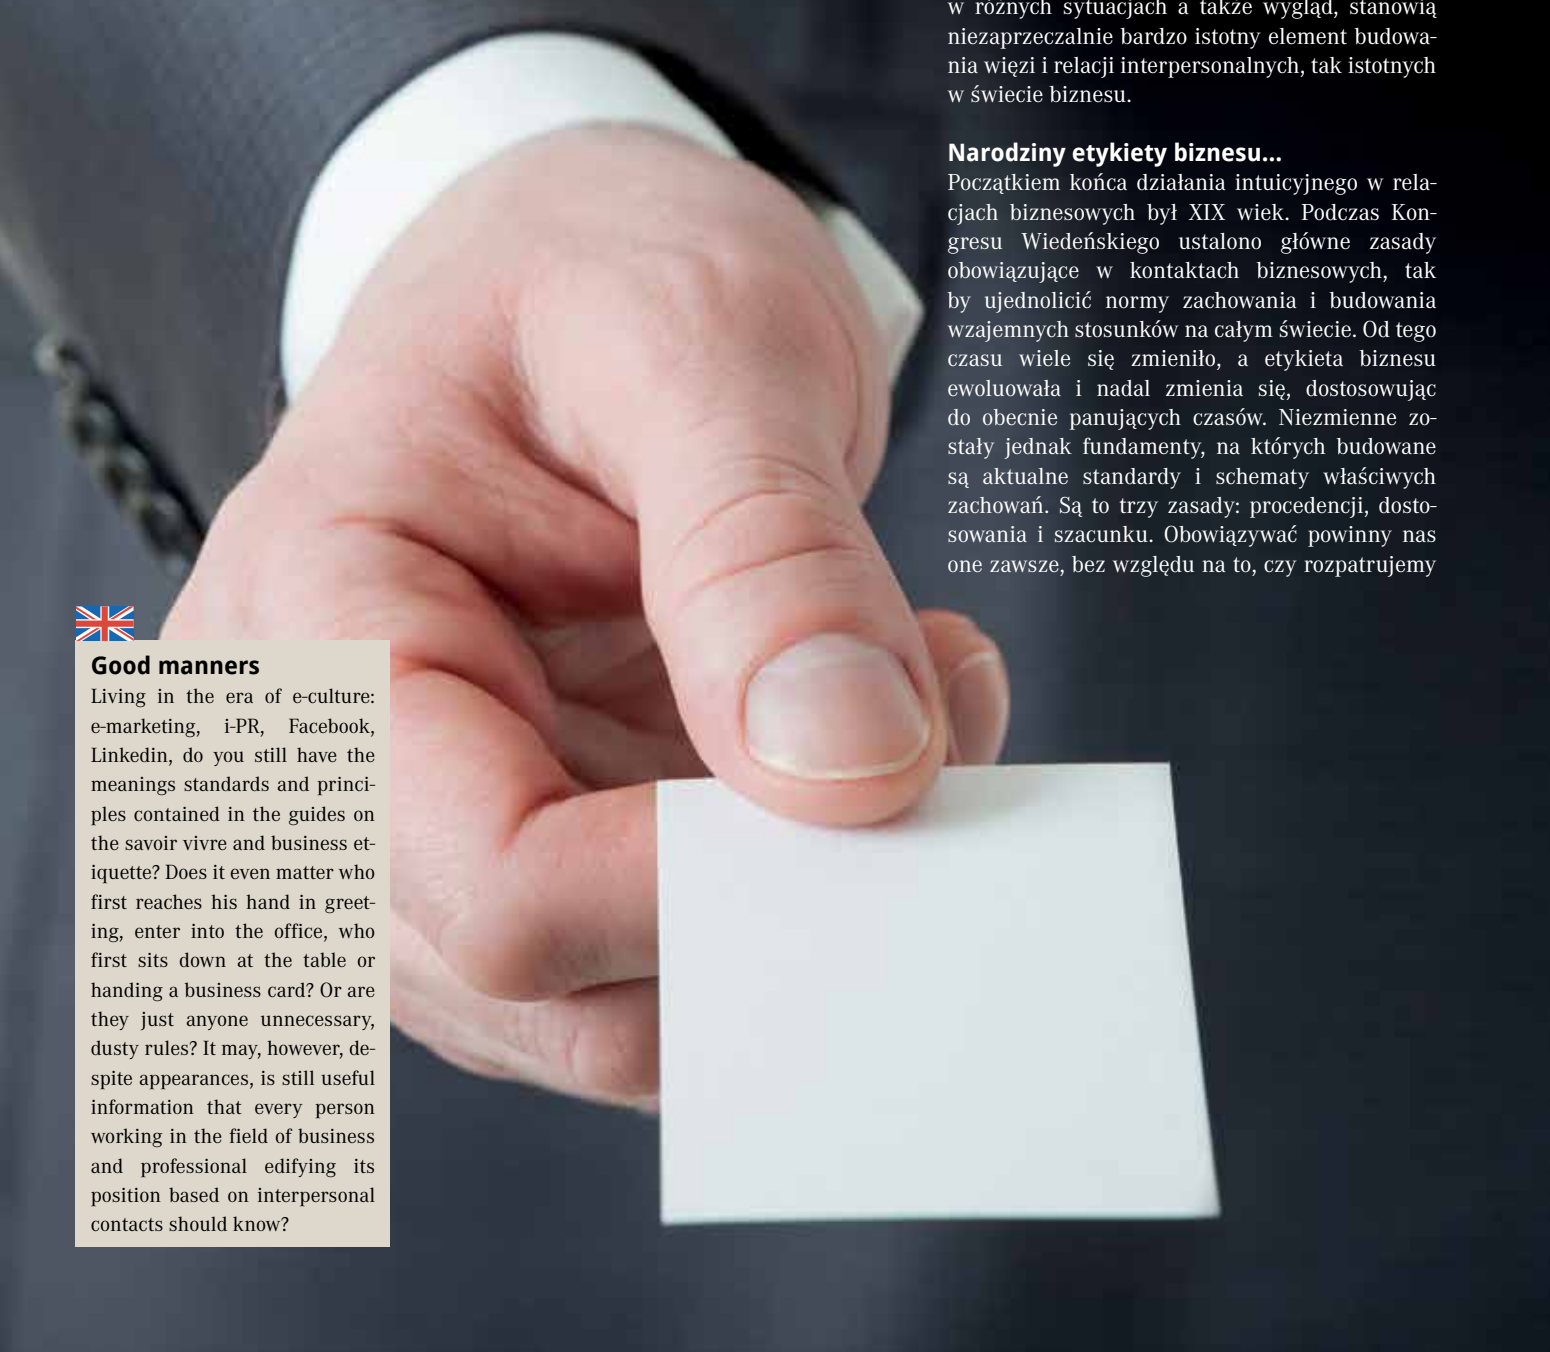 w różnych sytuacjach a także wygląd, stanowią
niezaprzeczalnie bardzo istotny element budowa-
nia więzi i relacji interpersonalnych, tak istotnych
w świecie biznesu.
Narodziny etykiety biznesu...
Początkiem końca działania intuicyjnego w rela-
cjach biznesowych był XIX wiek. Podczas Kon-
gresu Wiedeńskiego ustalono główne zasady
obowiązujące w kontaktach biznesowych, tak
by ujednolicić normy zachowania i budowania
wzajemnych stosunków na całym świecie. Od tego
czasu wiele się zmieniło, a etykieta biznesu
ewoluowała i nadal zmienia się, dostosowując
do obecnie panujących czasów. Niezmienne zo-
stały jednak fundamenty, na których budowane
są aktualne standardy i schematy właściwych
zachowań. Są to trzy zasady: procedencji, dosto-
sowania i szacunku. Obowiązywać powinny nas
one zawsze, bez względu na to, czy rozpatrujemy
Good manners
Living in the era of e-culture:
e-marketing, i-PR, Facebook,
Linkedin, do you still have the
meanings standards and princi-
ples contained in the guides on
the savoir vivre and business et-
iquette? Does it even matter who
first reaches his hand in greet-
ing, enter into the office, who
first sits down at the table or
handing a business card? Or are
they just anyone unnecessary,
dusty rules? It may, however, de-
spite appearances, is still useful
information that every person
working in the field of business
and professional edifying its
position based on interpersonal
contacts should know?